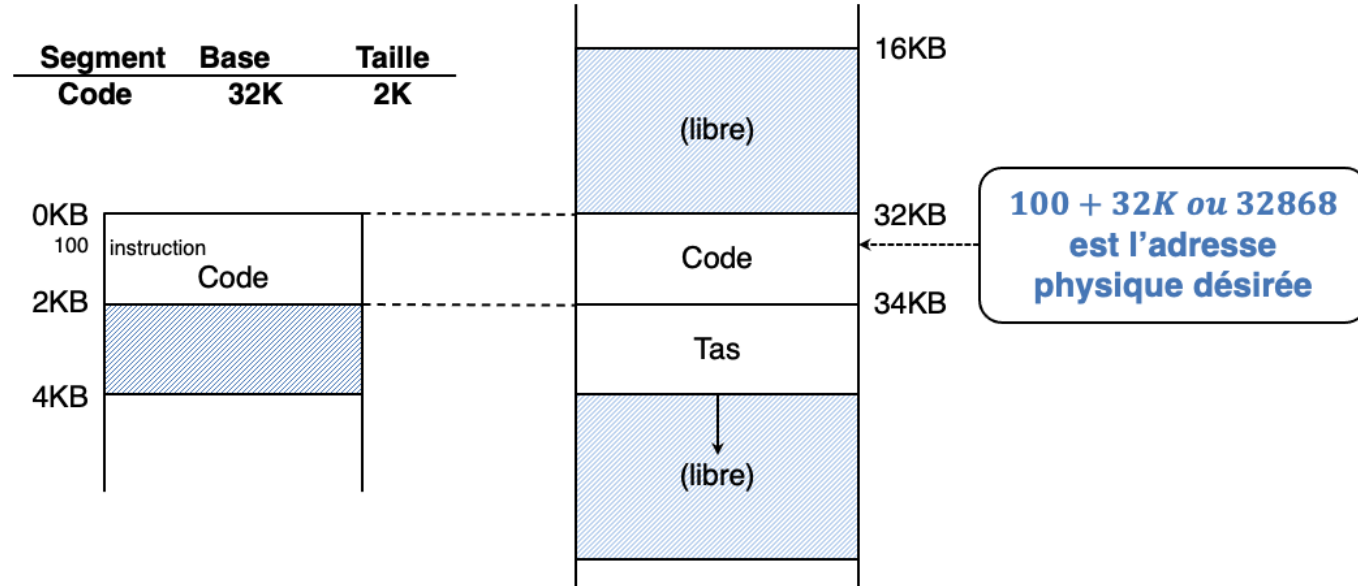 Segment Base Taille
Code 32K 2K
0KB
100 instruction
Code
2KB
4KB
16KB
(libre)
32KB
Code
34KB
Tas
(libre)
100 + 32K ou 32868
est l’adresse
physique désirée